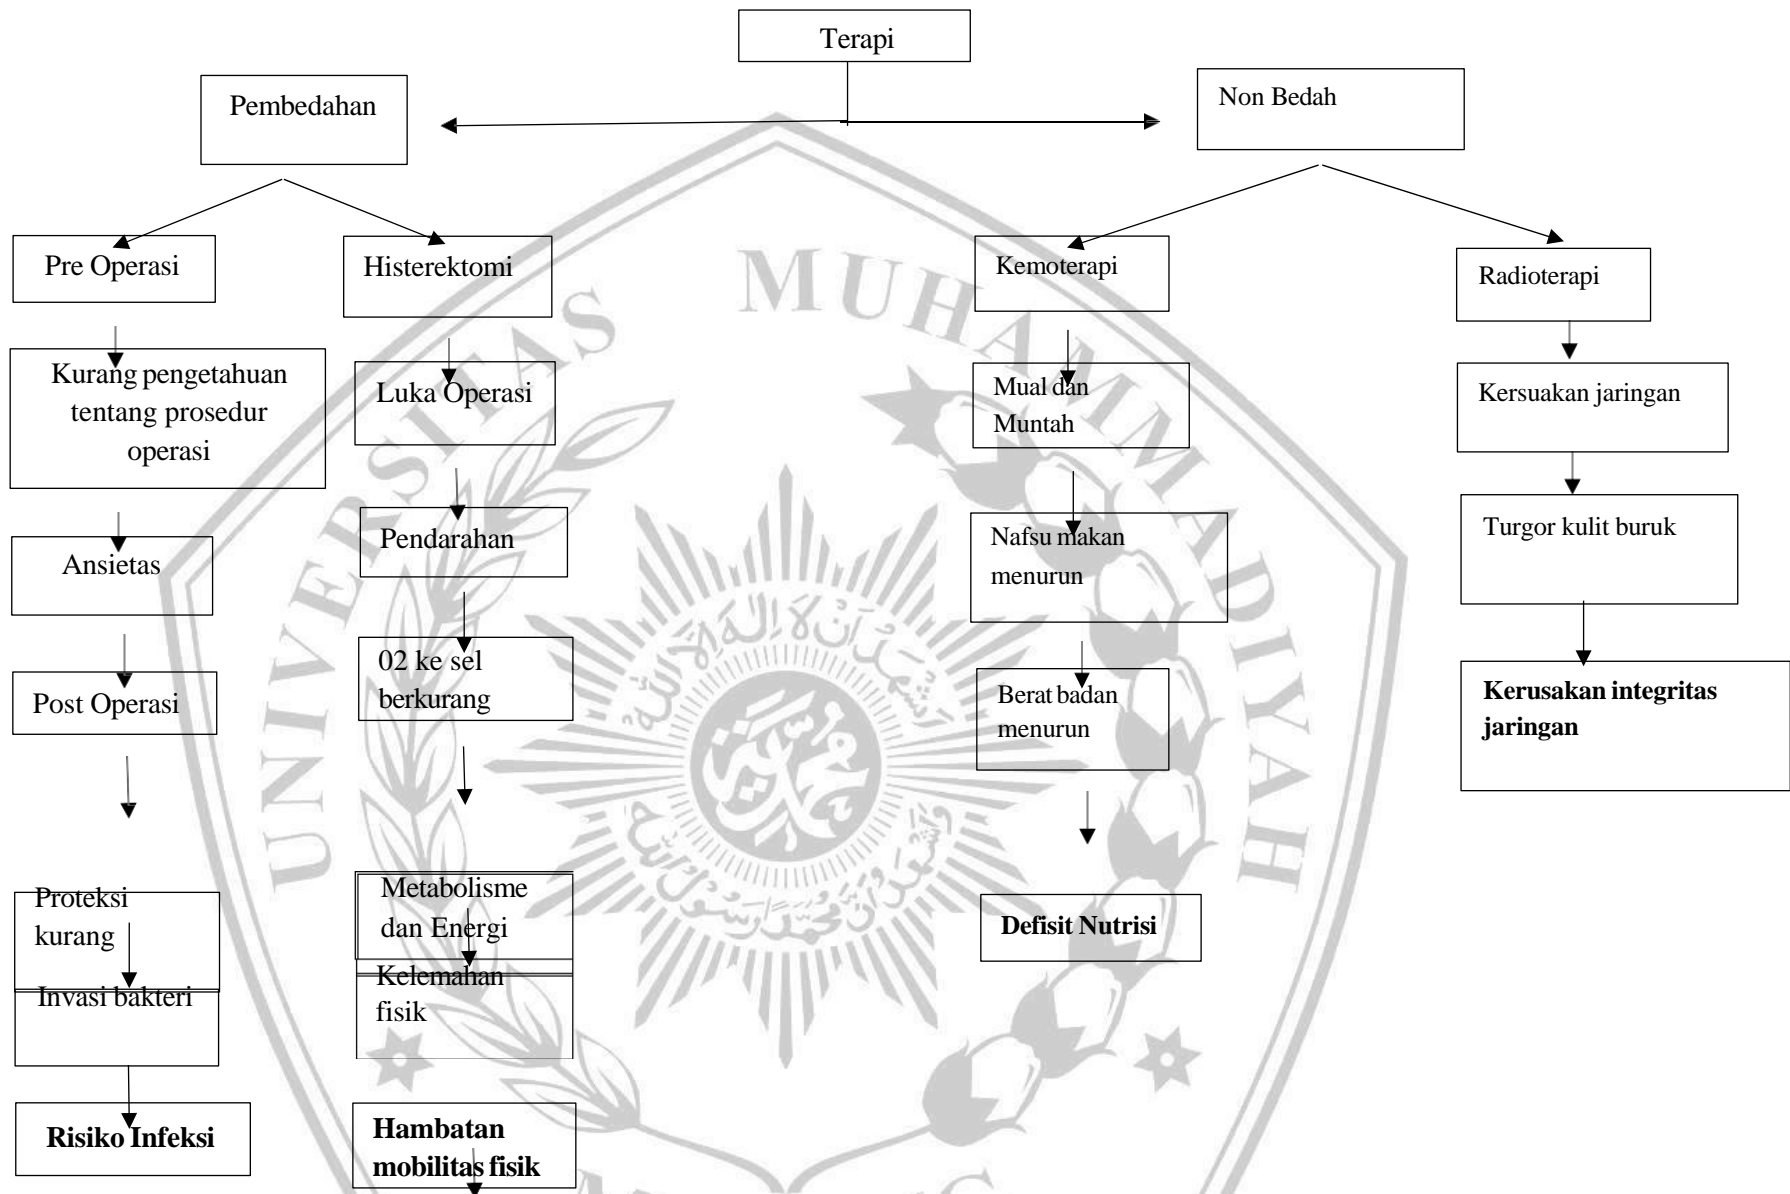 Terapi
Pembedahan
Non Bedah
Pre Operasi
Histerektomi
Kemoterapi
Radioterapi
Kurang pengetahuan
tentang prosedur
operasi
Luka Operasi
Mual dan
Muntah
Kersuakan jaringan
Ansietas
Pendarahan
Nafsu makan
menurun
Turgor kulit buruk
Post Operasi
02 ke sel
berkurang
Berat badan
menurun
Kerusakan integritas
jaringan
Proteksi
kurang
Metabolisme
dan Energi
Defisit Nutrisi
Invasi bakteri
Kelemahan
fisik
Risiko Infeksi
Hambatan
mobilitas fisik
UNIVERSITAS MUHAMMADIYAH